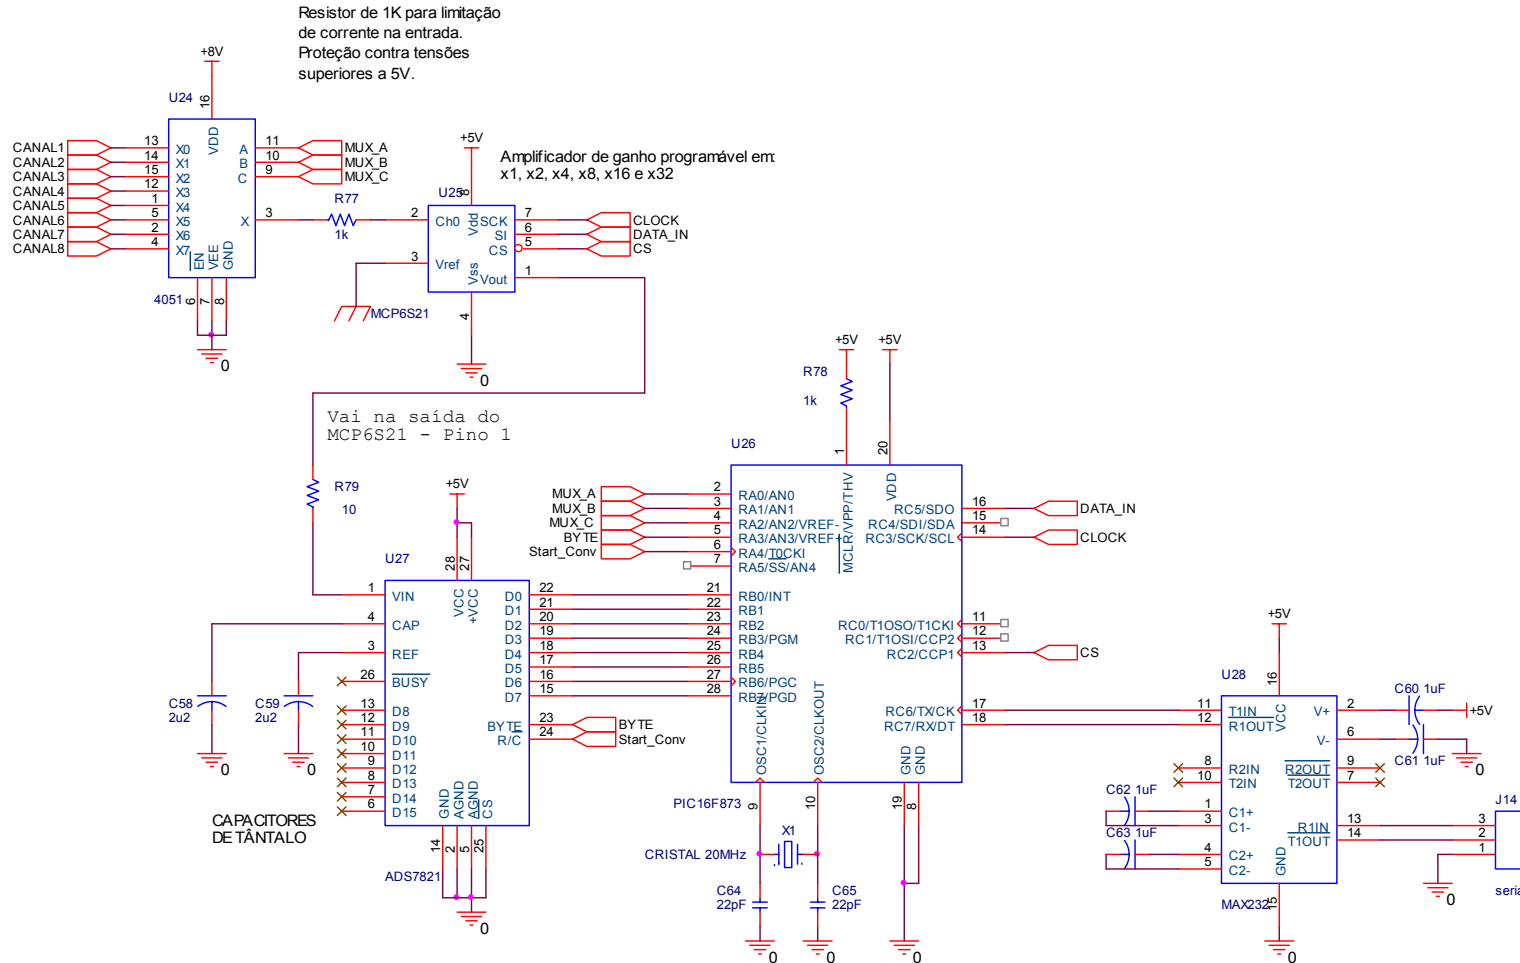 Resistor de 1K para limitação
de corrente na entrada.
Proteção contra tensões
superiores a 5V.
+8V
U24
16
VDD
CANAL1 13 X0 A 11 MUX_A
CANAL2 14 X1 B 10 MUX_B
CANAL3 15 X2 C 9 MUX_C
CANAL4 12 X3
CANAL5 1 X4
CANAL6 5 X5 X 3
CANAL7 2 X6
CANAL8 4 X7
EN VEE GND
4051 6 7 8
0
R77
1k
+5V
Amplificador de ganho programável em:
x1, x2, x4, x8, x16 e x32
U25 8
2 Ch0 Vdd SCK 7 CLOCK
SI 6 DATA_IN
CS 5 CS
3 Vref Vss Vout 1
MCP6S21
4
0
Vai na saída do
MCP6S21 - Pino 1
R79
10
+5V
U27
28 27
1 VIN VCC +VCC D0 22
D1 21
4 CAP D2 20
D3 19
3 REF D4 18
D5 17
26 BUSY D6 16
D7 15
13 D8
12 D9 BYTE 23 BYTE
11 D10 R/C 24 Start_Conv
10 D11
9 D12
8 D13
7 D14
6 D15
GND AGND AGND CS
14 2 5 25
ADS7821
0
C58
2u2
0
C59
2u2
0
CAPACITORES
DE TÂNTALO
+5V +5V
R78
1k
U26
1 20
MCLR/VPP/THV VDD
MUX_A 2 RA0/AN0
MUX_B 3 RA1/AN1
MUX_C 4 RA2/AN2/VREF-
BYTE 5 RA3/AN3/VREF+
Start_Conv 6 RA4/T0CKI
7 RA5/SS/AN4
21 RB0/INT
22 RB1
23 RB2
24 RB3/PGM
25 RB4
26 RB5
27 RB6/PGC
28 RB7/PGD
RC5/SDO 16 DATA_IN
RC4/SDI/SDA 15
RC3/SCK/SCL 14 CLOCK
RC0/T1OSO/T1CKI 11
RC1/T1OSI/CCP2 12
RC2/CCP1 13 CS
RC6/TX/CK 17
RC7/RX/DT 18
OSC1/CLKIN OSC2/CLKOUT GND GND
PIC16F873 9 10 19 8
X1
CRISTAL 20MHz
C64
22pF
C65
22pF
0 0 0
+5V
U28
16
11 T1IN VCC V+ 2
12 R1OUT V- 6
8 R2IN R2OUT 9
10 T2IN T2OUT 7
1 C1+
3 C1- R1IN 13
T1OUT 14
4 C2+
5 C2- GND
MAX232 15
0
C60 1uF
+5V
C61 1uF
0
C62 1uF
C63 1uF
J14
3
2
1
0
seria